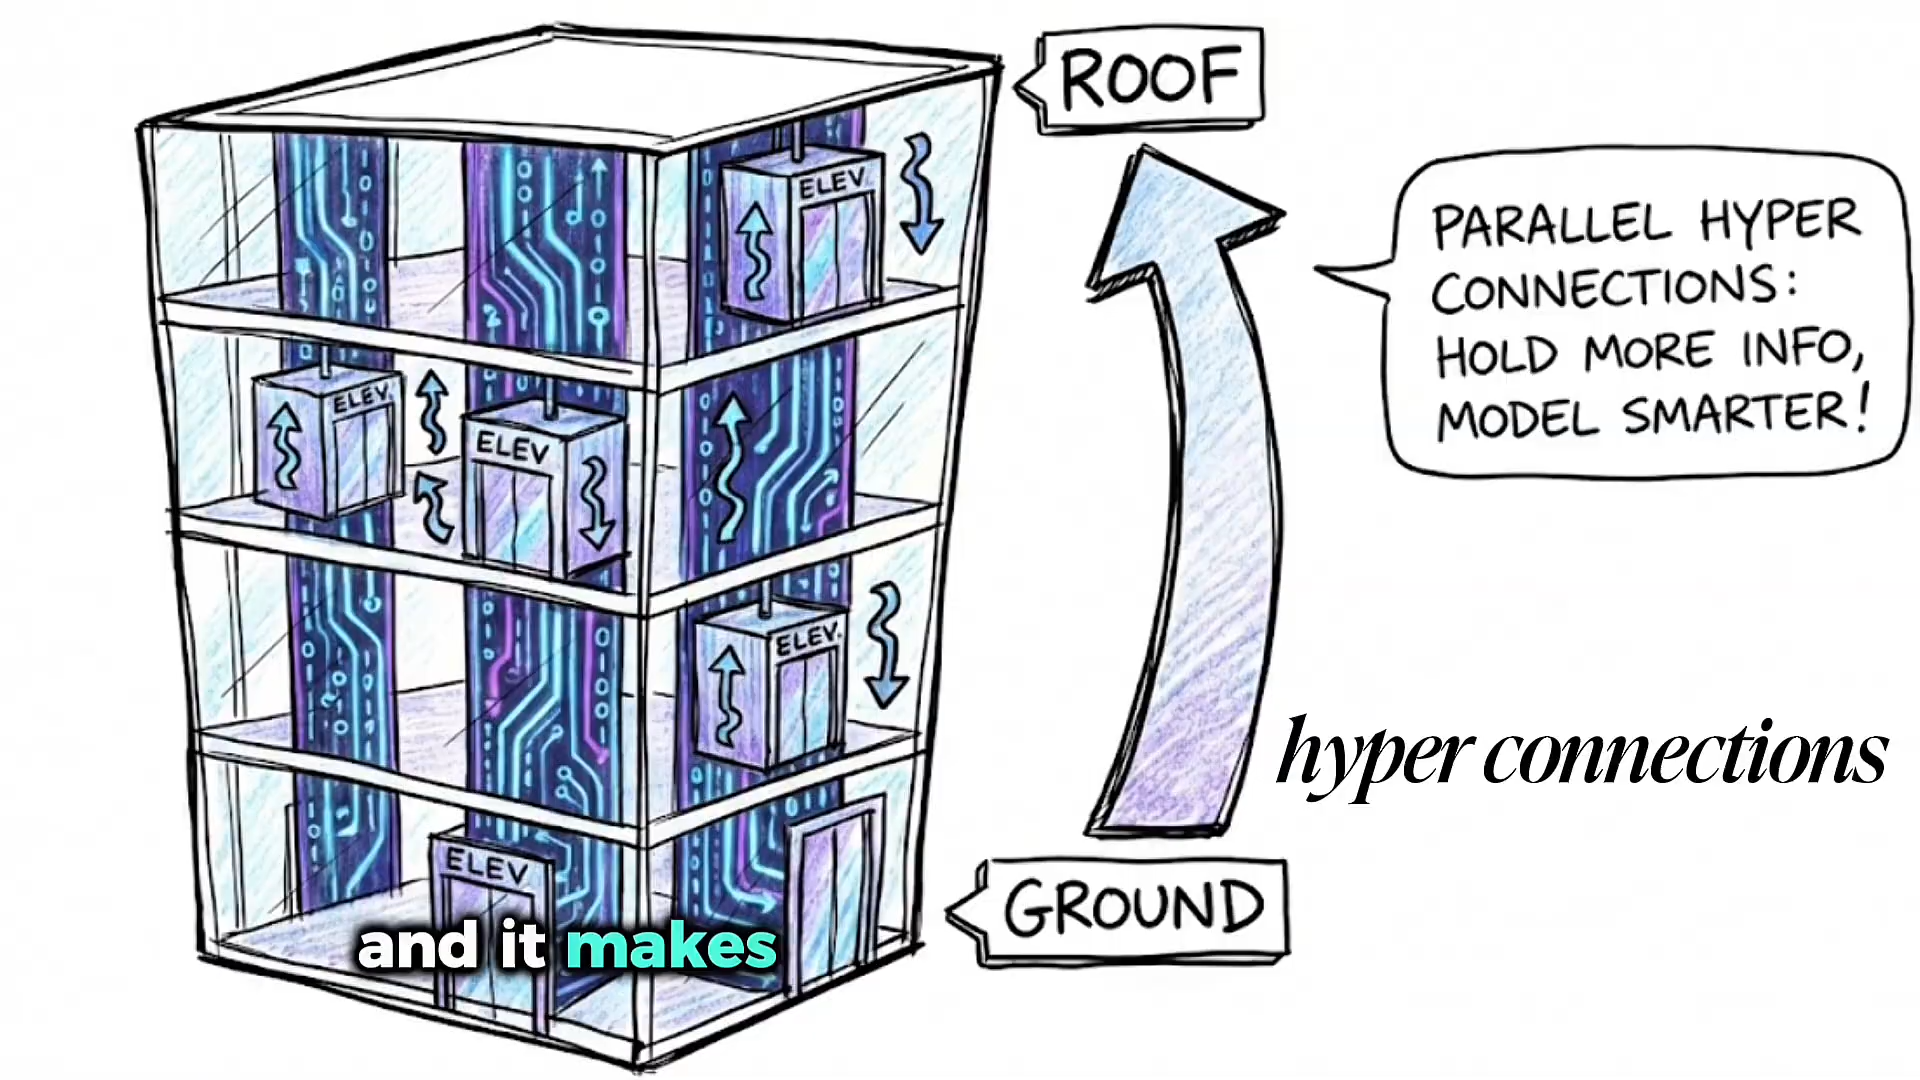 ROOF
PARALLEL HYPER
CONNECTIONS:
HOLD MORE INFO,
MODEL SMARTER!
ELEV
ELEV.
ELEV
ELEV.
hyper connections
ELEV
GROUND
and it makes